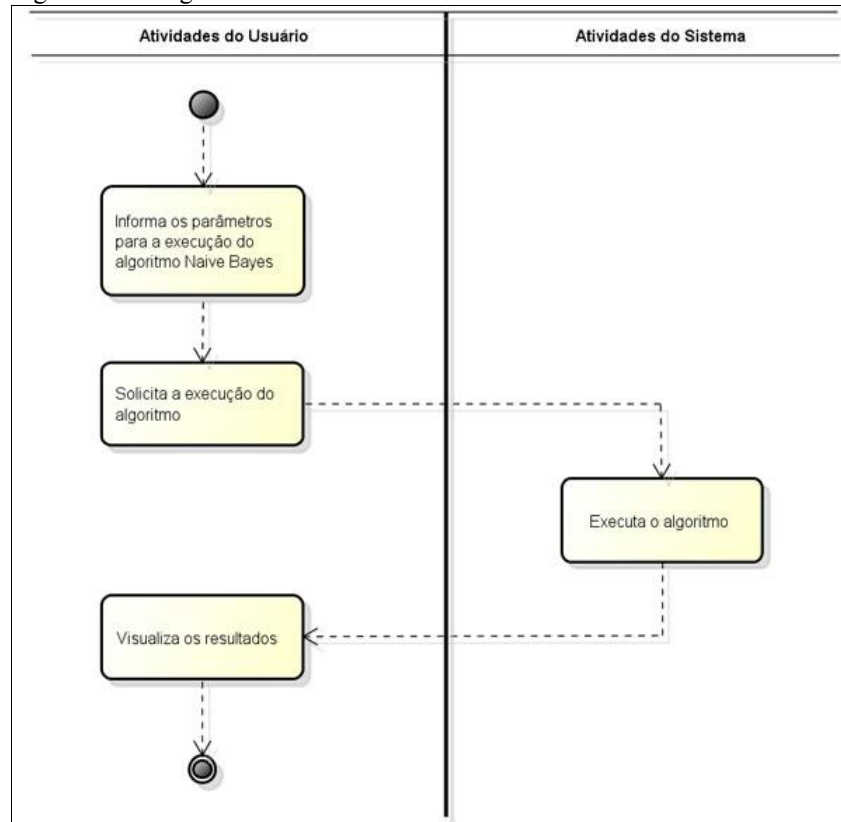 Atividades do Usuário
Atividades do Sistema
Informa os parâmetros
para a execução do
algoritmo Naive Bayes
Solicita a execução do
algoritmo
Executa o algoritmo
Visualiza os resultados